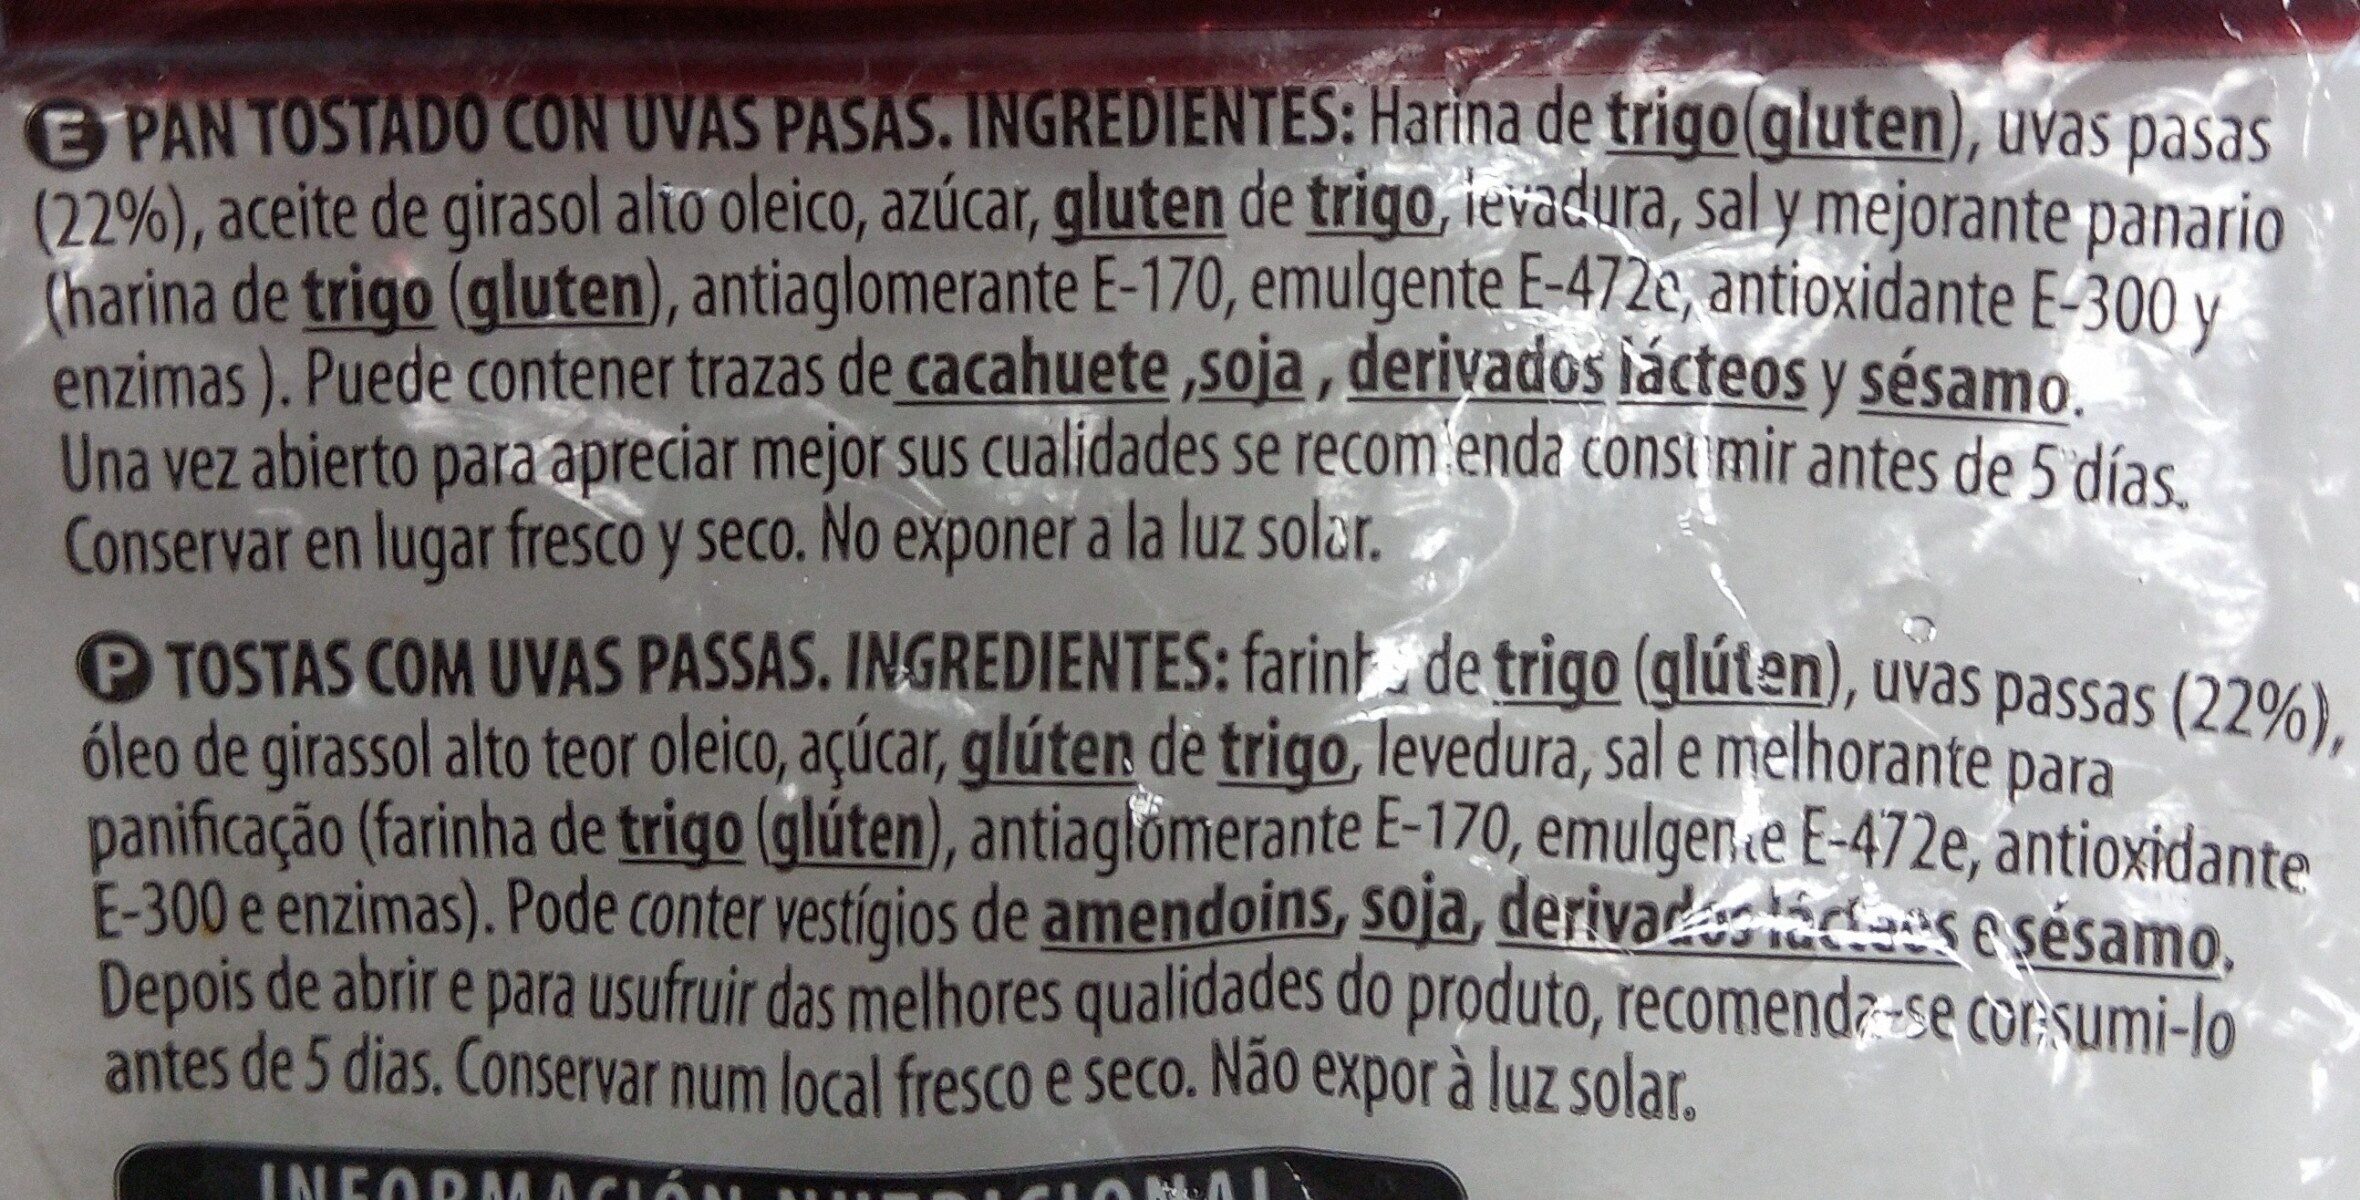 E PAN TOSTADO CON UVAS PASAS. INGREDIENTES: Harina de trigo(gluten), uvas pasas
(22%), aceite de girasol alto oleico, azúcar, gluten de trigo, levadura, sal y mejorante panario
(harina de trigo (gluten), antiaglomerante E-170, emulgente E-472e, antioxidante E-300 y
enzimas ). Puede contener trazas de cacahuete ,soja , derivados lácteos y sésamo.
Una vez abierto para apreciar mejor sus cualidades se recomienda consumir antes de 5 días.
Conservar en lugar fresco y seco. No exponer a la luz solar.
P TOSTAS COM UVAS PASSAS. INGREDIENTES: farinha de trigo (glúten), uvas passas (22%),
óleo de girassol alto teor oleico, açúcar, glúten de trigo, levedura, sal e melhorante para
panificação (farinha de trigo (glúten), antiaglomerante E-170, emulgente E-472e, antioxidante
E-300 e enzimas). Pode conter vestígios de amendoins, soja, derivados lácteos e sésamo.
Depois de abrir e para usufruir das melhores qualidades do produto, recomenda-se consumi-lo
antes de 5 dias. Conservar num local fresco e seco. Não expor à luz solar.
INFORMACIÓN NUTRICIONAL